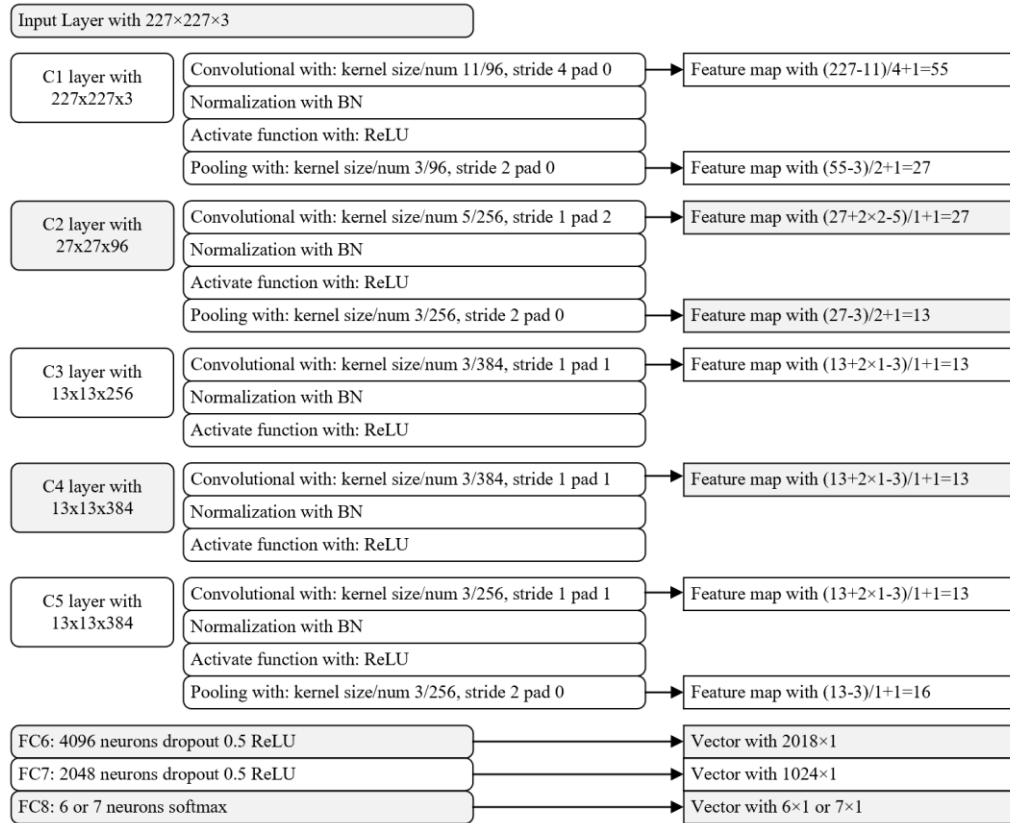 Input Layer with 227×227×3
C1 layer with
227x227x3
Convolutional with: kernel size/num 11/96, stride 4 pad 0
Feature map with (227-11)/4+1=55
Normalization with BN
Activate function with: ReLU
Pooling with: kernel size/num 3/96, stride 2 pad 0
Feature map with (55-3)/2+1=27
C2 layer with
27x27x96
Convolutional with: kernel size/num 5/256, stride 1 pad 2
Feature map with (27+2×2-5)/1+1=27
Normalization with BN
Activate function with: ReLU
Pooling with: kernel size/num 3/256, stride 2 pad 0
Feature map with (27-3)/2+1=13
C3 layer with
13x13x256
Convolutional with: kernel size/num 3/384, stride 1 pad 1
Feature map with (13+2×1-3)/1+1=13
Normalization with BN
Activate function with: ReLU
C4 layer with
13x13x384
Convolutional with: kernel size/num 3/384, stride 1 pad 1
Feature map with (13+2×1-3)/1+1=13
Normalization with BN
Activate function with: ReLU
C5 layer with
13x13x384
Convolutional with: kernel size/num 3/256, stride 1 pad 1
Feature map with (13+2×1-3)/1+1=13
Normalization with BN
Activate function with: ReLU
Pooling with: kernel size/num 3/256, stride 2 pad 0
Feature map with (13-3)/1+1=16
FC6: 4096 neurons dropout 0.5 ReLU
Vector with 2018×1
FC7: 2048 neurons dropout 0.5 ReLU
Vector with 1024×1
FC8: 6 or 7 neurons softmax
Vector with 6×1 or 7×1